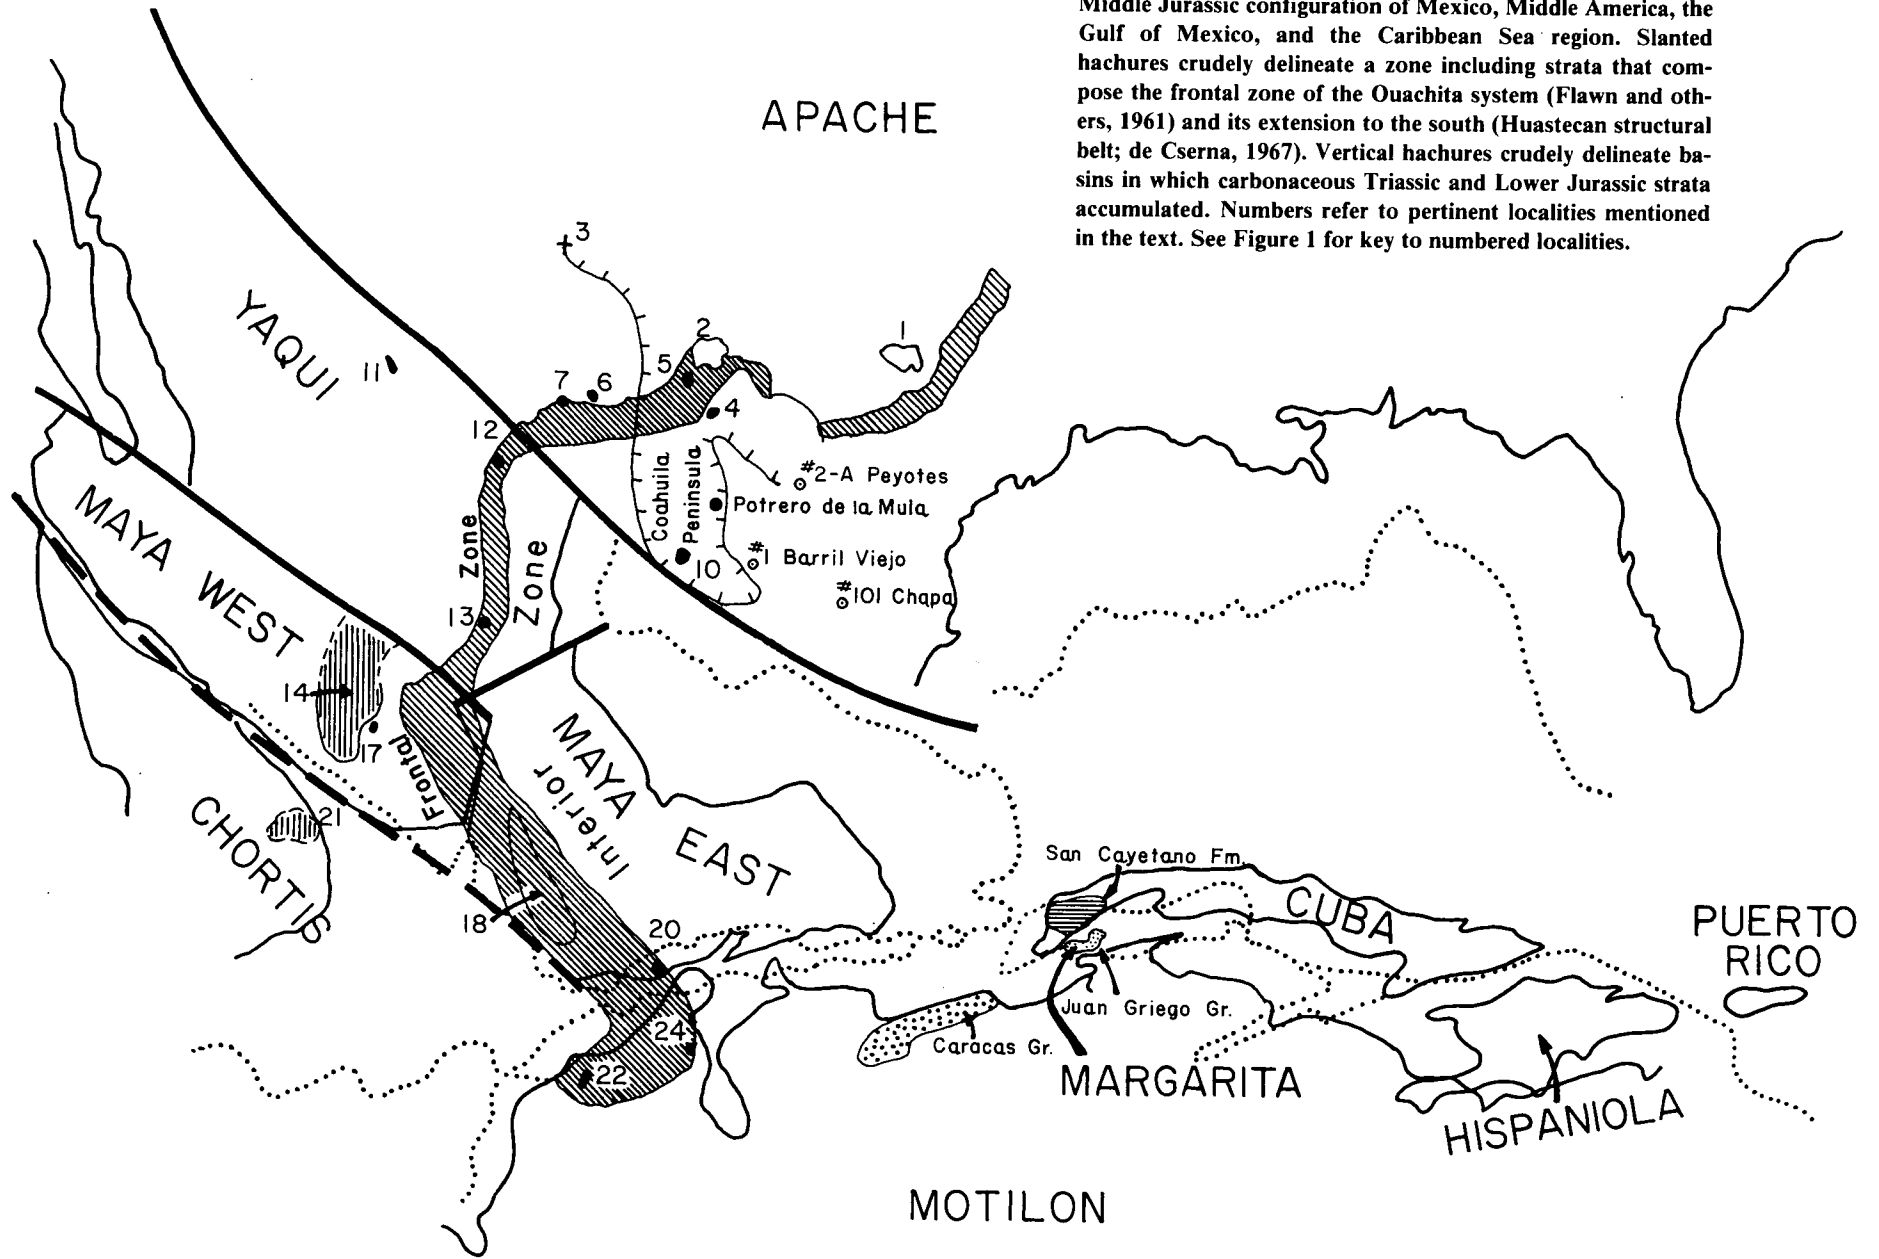 Middle Jurassic configuration of Mexico, Middle America, the
Gulf of Mexico, and the Caribbean Sea region. Slanted
hachures crudely delineate a zone including strata that com-
pose the frontal zone of the Ouachita system (Flawn and oth-
ers, 1961) and its extension to the south (Huastecan structural
belt; de Cserna, 1967). Vertical hachures crudely delineate ba-
sins in which carbonaceous Triassic and Lower Jurassic strata
accumulated. Numbers refer to pertinent localities mentioned
in the text. See Figure 1 for key to numbered localities.
APACHE
3
YAQUI
2
1
11
5
7
6
4
12
Coahuila
Peninsula
#2-A Peyotes
Potrero de la Mula
MAYA WEST
Zone
Zone
#1 Barril Viejo
10
#101 Chapa
13
14
17
Frontal
MAYA EAST
Interior
CHORTIS
21
San Cayetano Fm.
CUBA
18
20
PUERTO
RICO
Juan Griego Gr.
24
Caracas Gr.
22
MARGARITA
HISPANIOLA
MOTILON